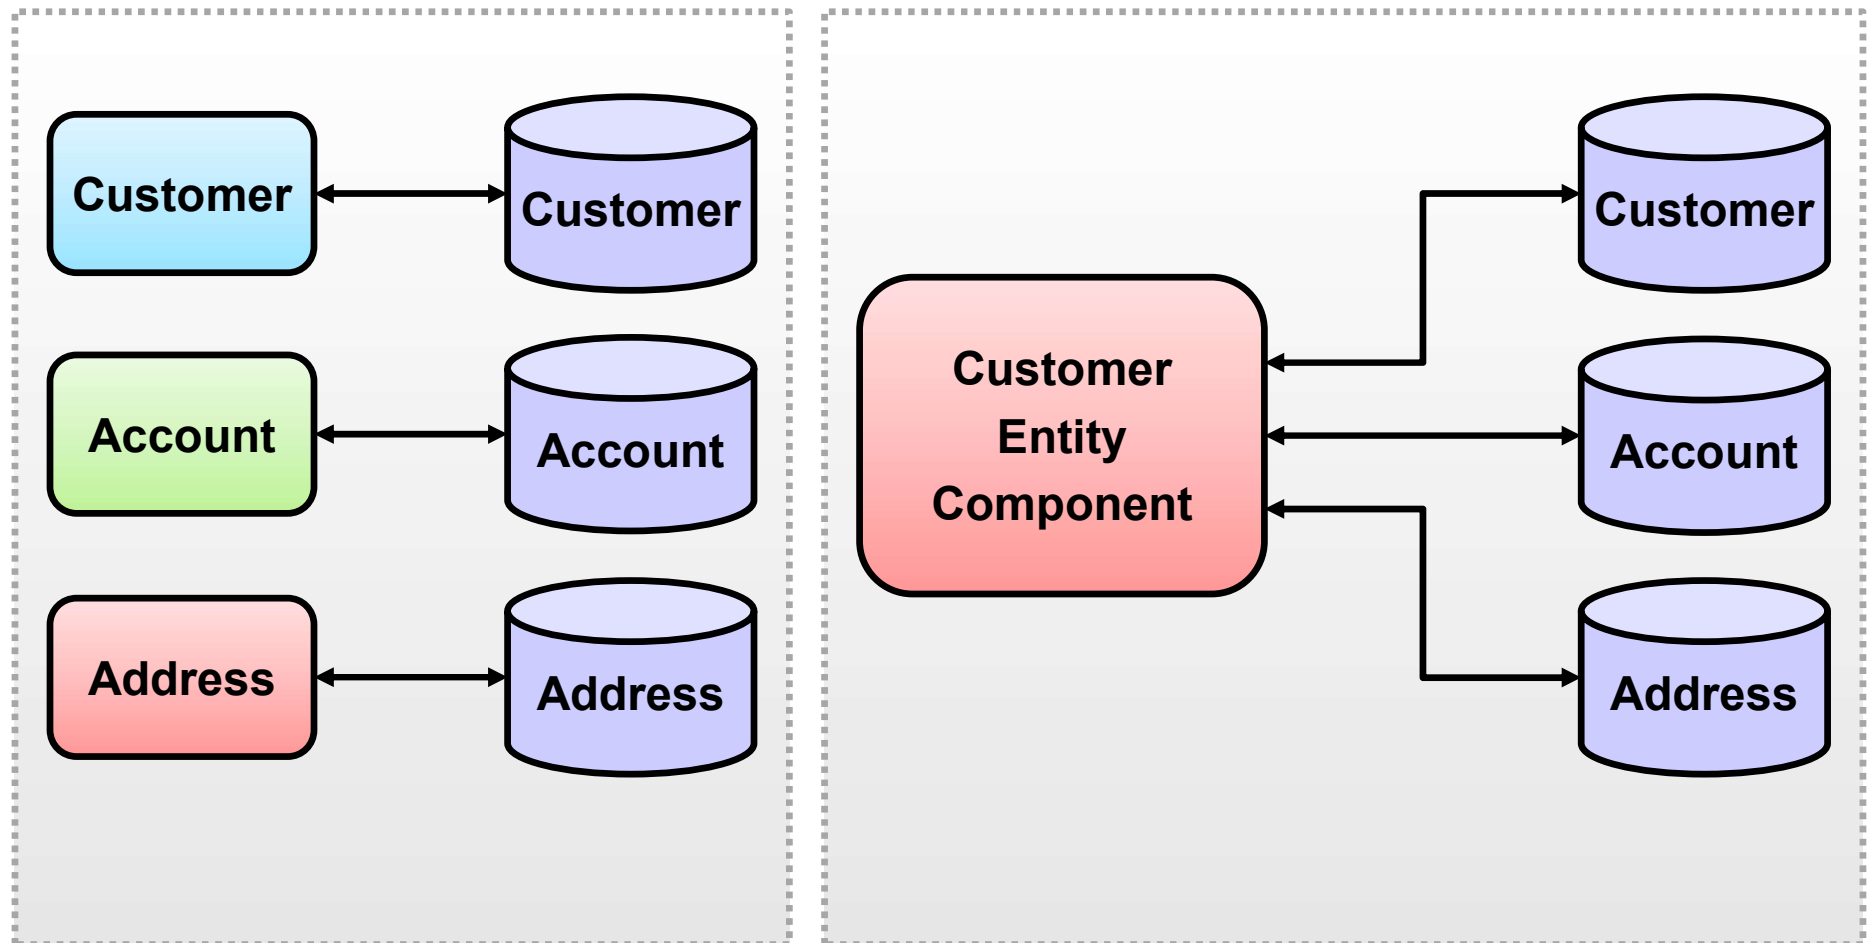 Customer
Customer
Account
Account
Address
Address
Customer
Entity
Component
Customer
Account
Address